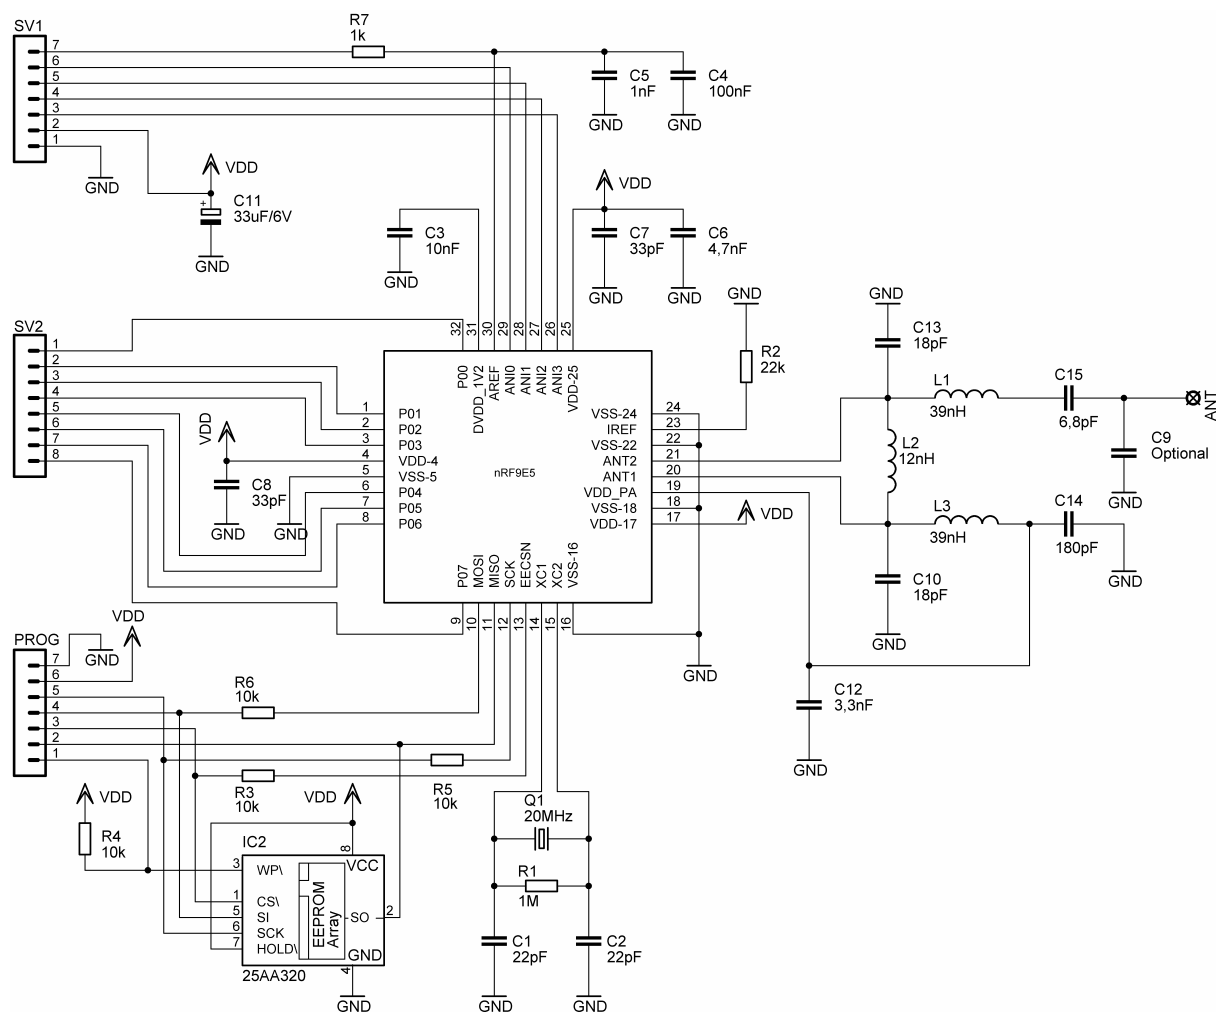 SV1
7
6
5
4
3
2
1
GND
R7
1k
C5
1nF
GND
C4
100nF
GND
VDD
C11
33uF/6V
+
GND
C3
10nF
GND
VDD
C7
33pF
GND
C6
4,7nF
GND
SV2
1
2
3
4
5
6
7
8
VDD
C8
33pF
GND
GND
32
31
30
29
28
27
26
25
P00
DVDD_1V2
AREF
ANI0
ANI1
ANI2
ANI3
VDD-25
1 P01
2 P02
3 P03
4 VDD-4
5 VSS-5
6 P04
7 P05
8 P06
nRF9E5
VSS-24 24
IREF 23
VSS-22 22
ANT2 21
ANT1 20
VDD_PA 19
VSS-18 18
VDD-17 17
P07
MOSI
MISO
SCK
EECSN
XC1
XC2
VSS-16
9
10
11
12
13
14
15
16
GND
R2
22k
VDD
GND
GND
C13
18pF
L1
39nH
C15
6,8pF
ANT
L2
12nH
C9
Optional
GND
L3
39nH
C14
180pF
GND
C10
18pF
GND
C12
3,3nF
GND
PROG
7
6
5
4
3
2
1
GND
VDD
R6
10k
R3
10k
R5
10k
VDD
R4
10k
VDD
IC2
8
VCC
3 WP\
1 CS\
5 SI
6 SCK
7 HOLD\
EEPROM
Array
SO 2
GND
4
25AA320
GND
Q1
20MHz
R1
1M
C1
22pF
GND
C2
22pF
GND